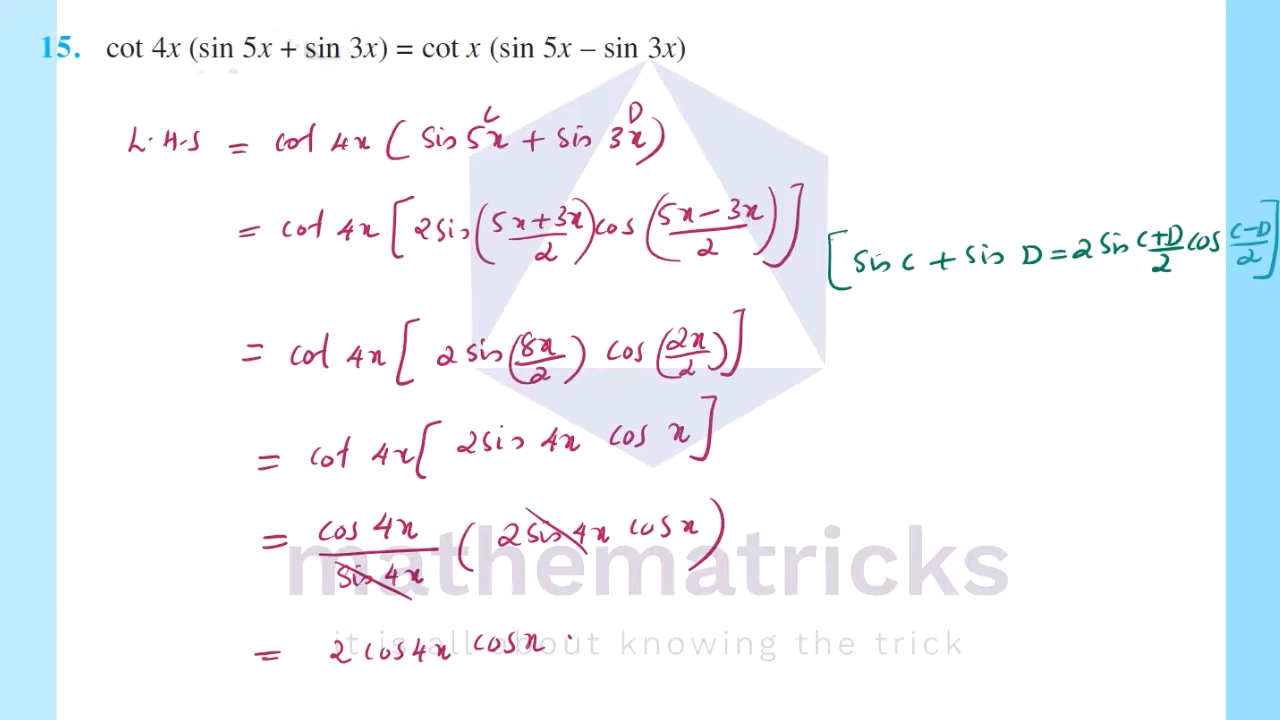 15. cot 4x (sin 5x + sin 3x) = cot x (sin 5x – sin 3x)
C D
L.H.S = cot 4x ( sin 5x + sin 3x )
= cot 4x [ 2 sin ( 5x + 3x / 2 ) cos ( 5x – 3x / 2 ) ]
[ sin C + sin D = 2 sin C+D/2 cos C–D/2 ]
= cot 4x [ 2 sin ( 8x / 2 ) cos ( 2x / 2 ) ]
= cot 4x [ 2 sin 4x cos x ]
= cos 4x / sin 4x ( 2 sin 4x cos x )
mathematricks
= 2 cos 4x cos x .
it is all about knowing the trick